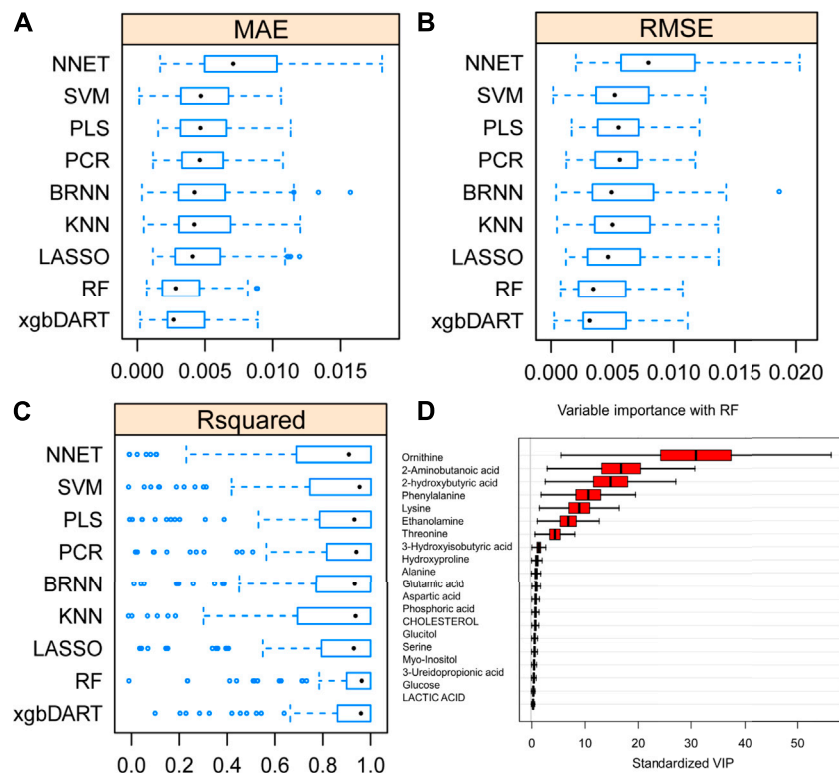 A
MAE
NNET
SVM
PLS
PCR
BRNN
KNN
LASSO
RF
xgbDART
0.000 0.005 0.010 0.015
B
RMSE
NNET
SVM
PLS
PCR
BRNN
KNN
LASSO
RF
xgbDART
0.000 0.005 0.010 0.015 0.020
C
Rsquared
NNET
SVM
PLS
PCR
BRNN
KNN
LASSO
RF
xgbDART
0.0 0.2 0.4 0.6 0.8 1.0
D
Variable importance with RF
Ornithine
2-Aminobutanoic acid
2-hydroxybutyric acid
Phenylalanine
Lysine
Ethanolamine
Threonine
3-Hydroxyisobutyric acid
Hydroxyproline
Alanine
Glutamic acid
Aspartic acid
Phosphoric acid
CHOLESTEROL
Glucitol
Serine
Myo-Inositol
3-Ureidopropionic acid
Glucose
LACTIC ACID
0 10 20 30 40 50
Standardized VIP